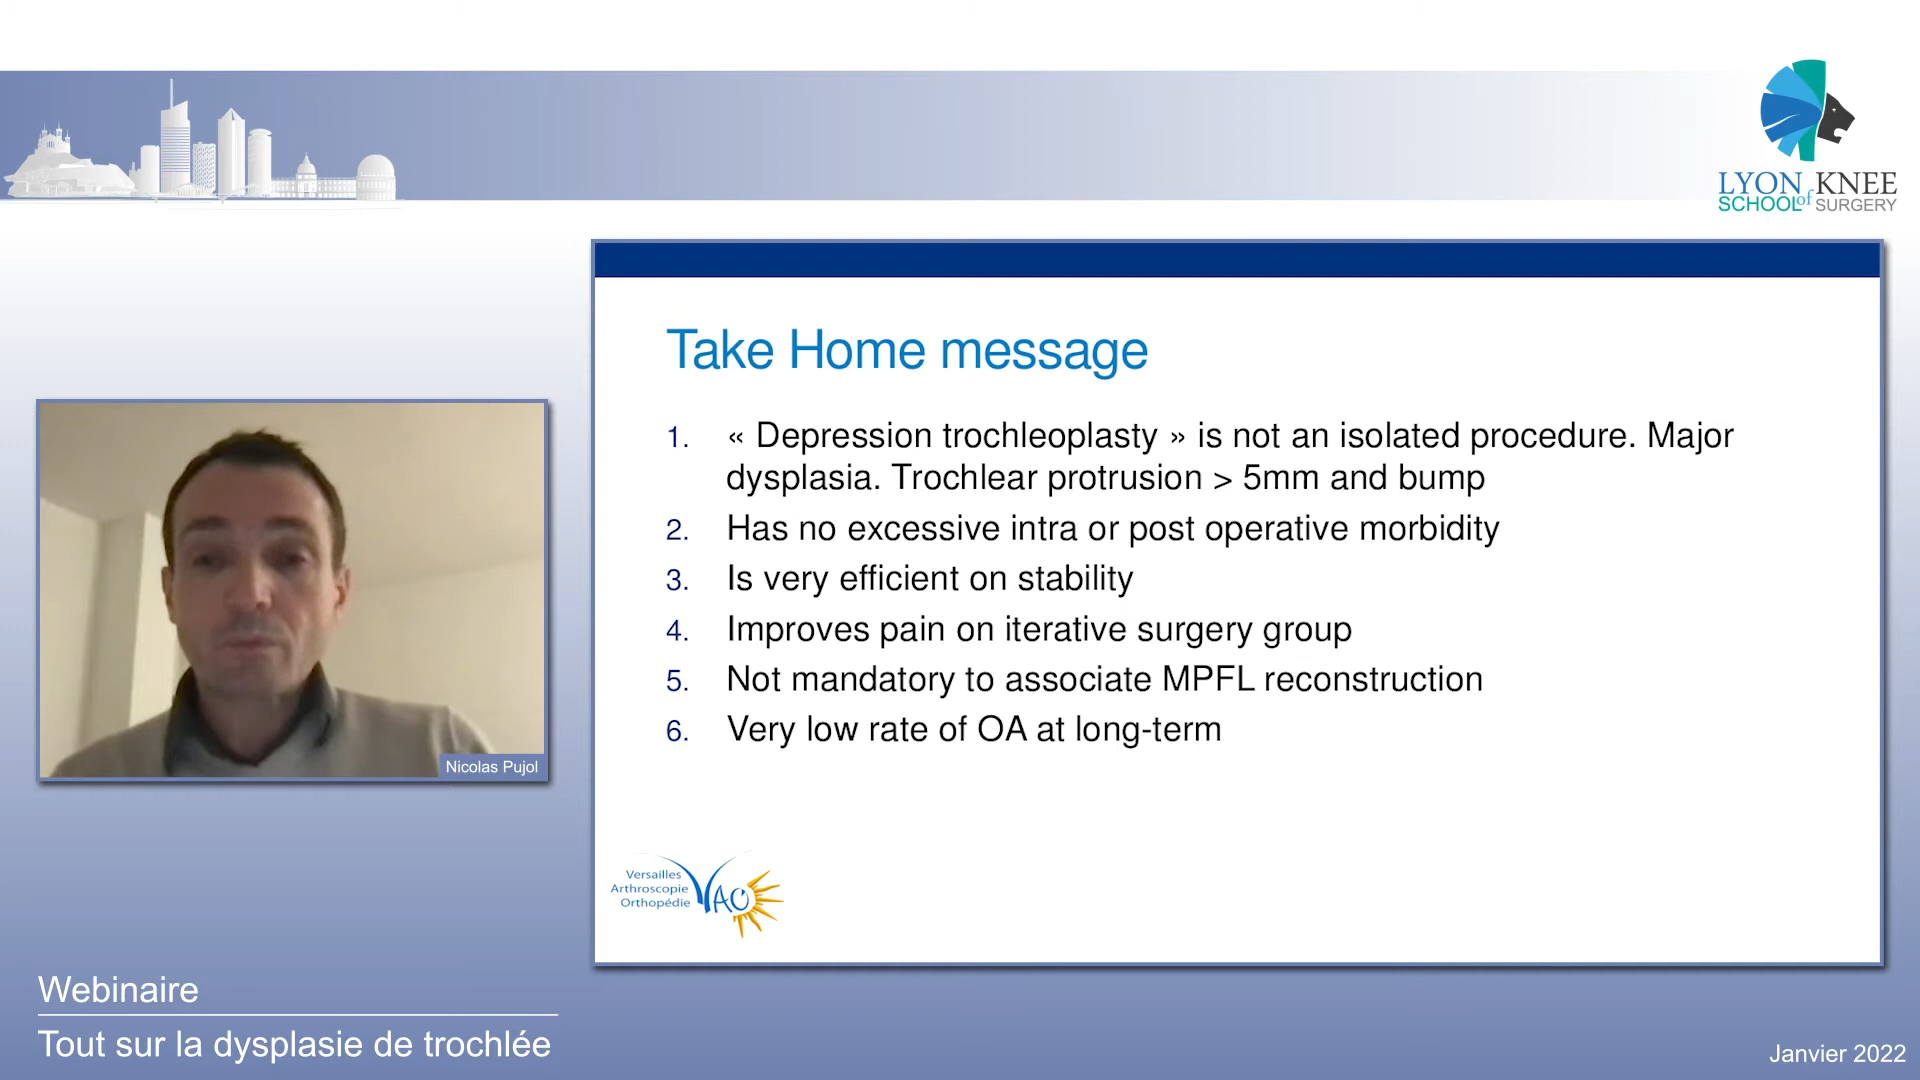 LYON KNEE
SCHOOL of SURGERY
Take Home message
1. « Depression trochleoplasty » is not an isolated procedure. Major
dysplasia. Trochlear protrusion > 5mm and bump
2. Has no excessive intra or post operative morbidity
3. Is very efficient on stability
4. Improves pain on iterative surgery group
5. Not mandatory to associate MPFL reconstruction
6. Very low rate of OA at long-term
Nicolas Pujol
Versailles
Arthroscopie
Orthopédie
VAO
Webinaire
Tout sur la dysplasie de trochlée
Janvier 2022